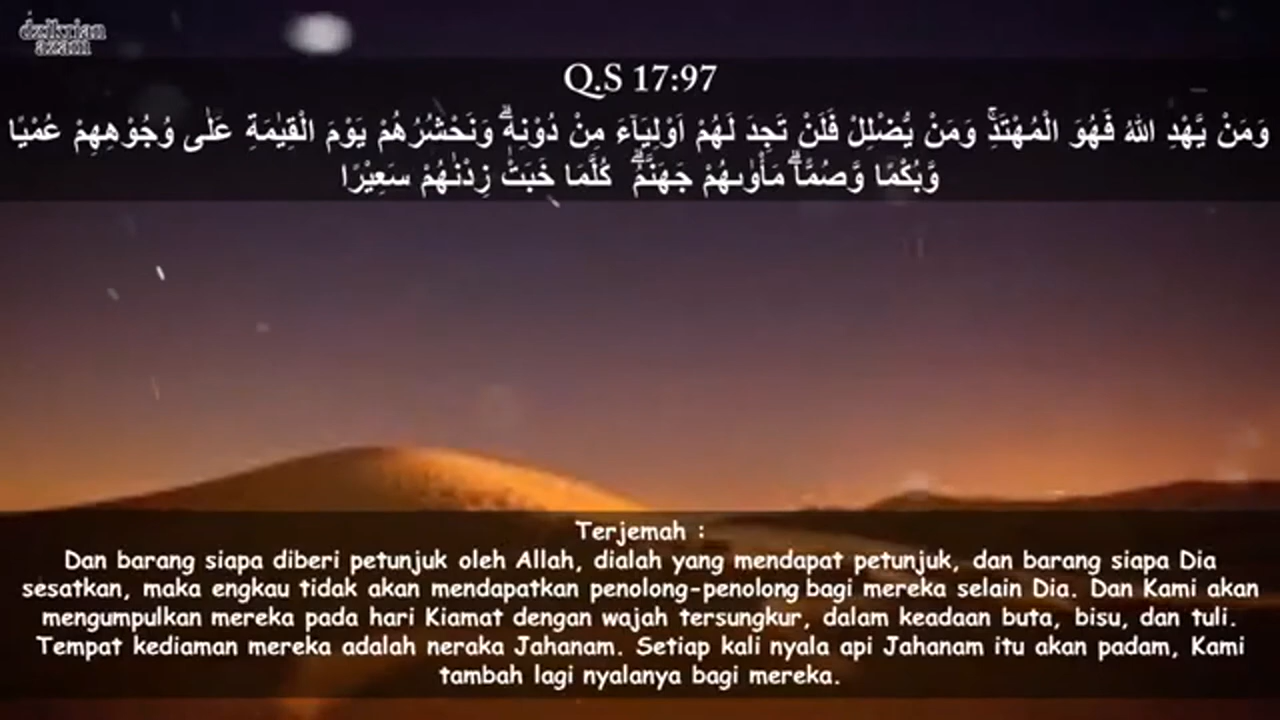 dzikrian
azam
Q.S 17:97
وَمَنْ يَّهْدِ اللّٰهُ فَهُوَ الْمُهْتَدِۚ وَمَنْ يُّضْلِلْ فَلَنْ تَجِدَ لَهُمْ اَوْلِيَاۤءَ مِنْ دُوْنِهٖۗ وَنَحْشُرُهُمْ يَوْمَ الْقِيٰمَةِ عَلٰى وُجُوْهِهِمْ عُمْيًا
وَّبُكْمًا وَّصُمًّاۗ مَأْوٰىهُمْ جَهَنَّمُۗ كُلَّمَا خَبَتْ زِدْنٰهُمْ سَعِيْرًا
Terjemah :
Dan barang siapa diberi petunjuk oleh Allah, dialah yang mendapat petunjuk, dan barang siapa Dia
sesatkan, maka engkau tidak akan mendapatkan penolong-penolong bagi mereka selain Dia. Dan Kami akan
mengumpulkan mereka pada hari Kiamat dengan wajah tersungkur, dalam keadaan buta, bisu, dan tuli.
Tempat kediaman mereka adalah neraka Jahanam. Setiap kali nyala api Jahanam itu akan padam, Kami
tambah lagi nyalanya bagi mereka.